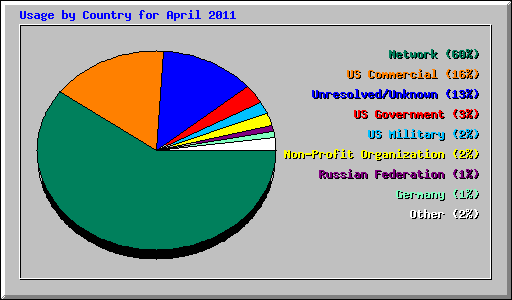 Usage by Country for April 2011
Network (60%)
US Commercial (16%)
Unresolved/Unknown (13%)
US Government (3%)
US Military (2%)
Non-Profit Organization (2%)
Russian Federation (1%)
Germany (1%)
Other (2%)